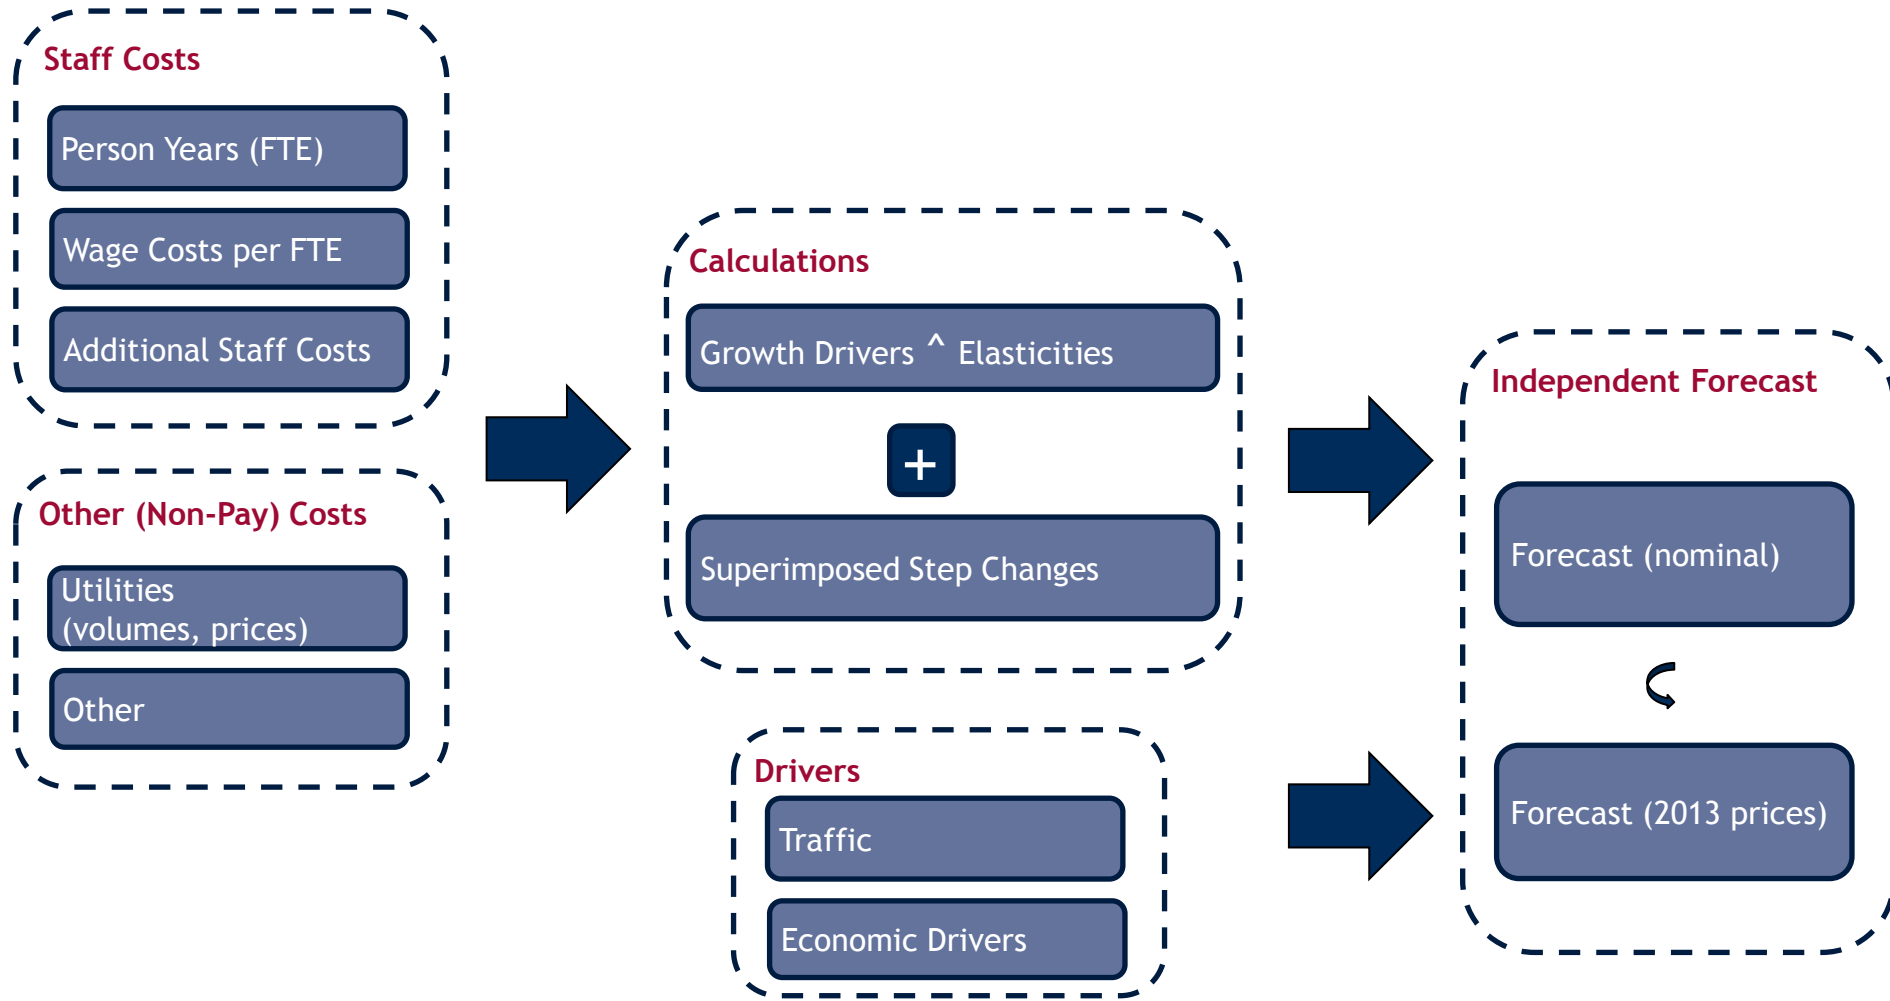 Staff Costs
Person Years (FTE)
Wage Costs per FTE
Additional Staff Costs
Other (Non-Pay) Costs
Utilities
(volumes, prices)
Other
Calculations
Growth Drivers ^ Elasticities
+
Superimposed Step Changes
Drivers
Traffic
Economic Drivers
Independent Forecast
Forecast (nominal)
Forecast (2013 prices)